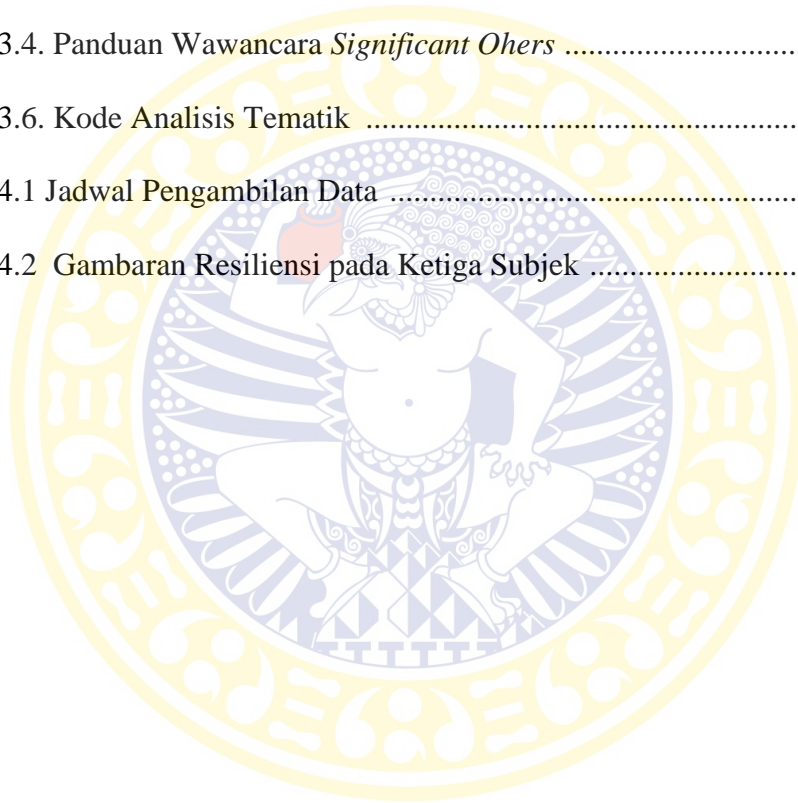 3.4. Panduan Wawancara Significant Ohers ............................
3.6. Kode Analisis Tematik .....................................................
4.1 Jadwal Pengambilan Data ..................................................
4.2 Gambaran Resiliensi pada Ketiga Subjek .........................